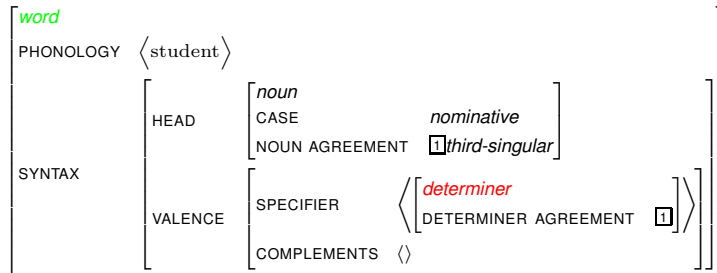 word
PHONOLOGY ⟨student⟩
noun
HEAD CASE nominative
NOUN AGREEMENT 1 third-singular
SYNTAX
determiner
VALENCE SPECIFIER ⟨ DETERMINER AGREEMENT 1 ⟩
COMPLEMENTS ⟨⟩